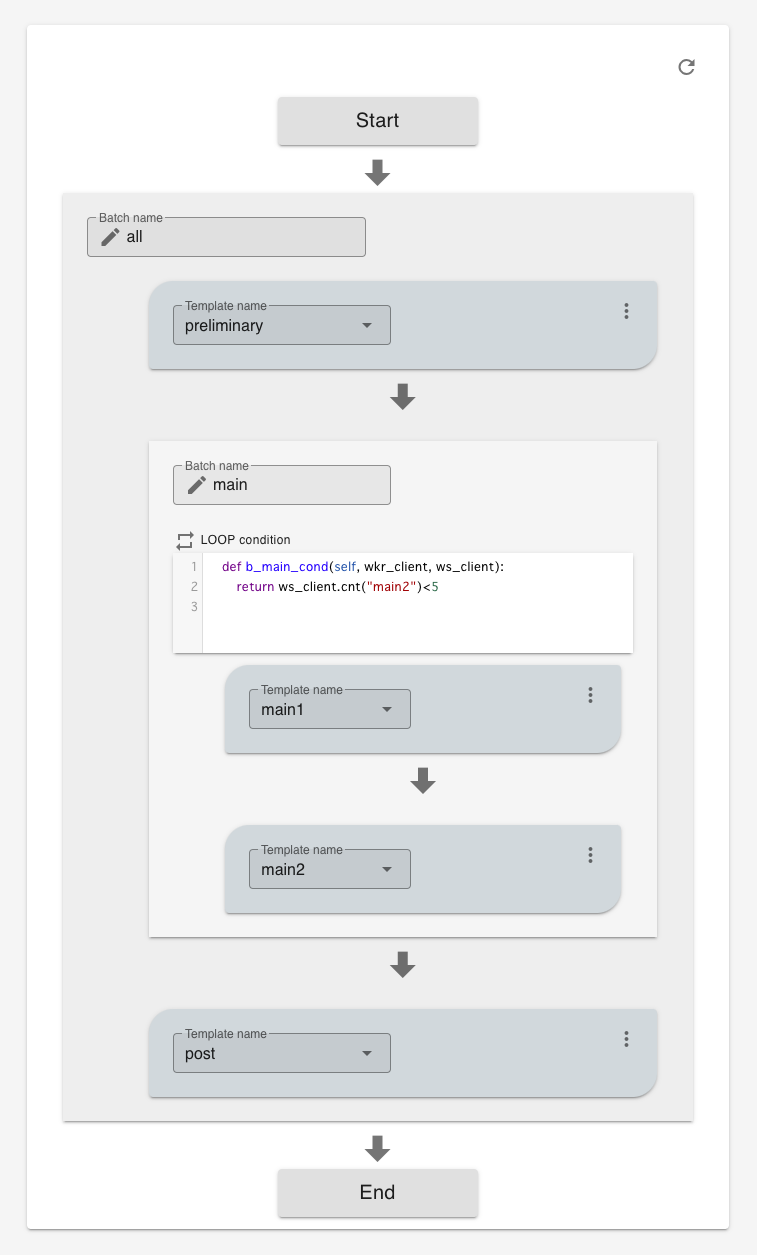 Start
Batch name
all
Template name
preliminary
Batch name
main
LOOP condition
1 def b_main_cond(self, wkr_client, ws_client):
2 return ws_client.cnt("main2")<5
3
Template name
main1
Template name
main2
Template name
post
End